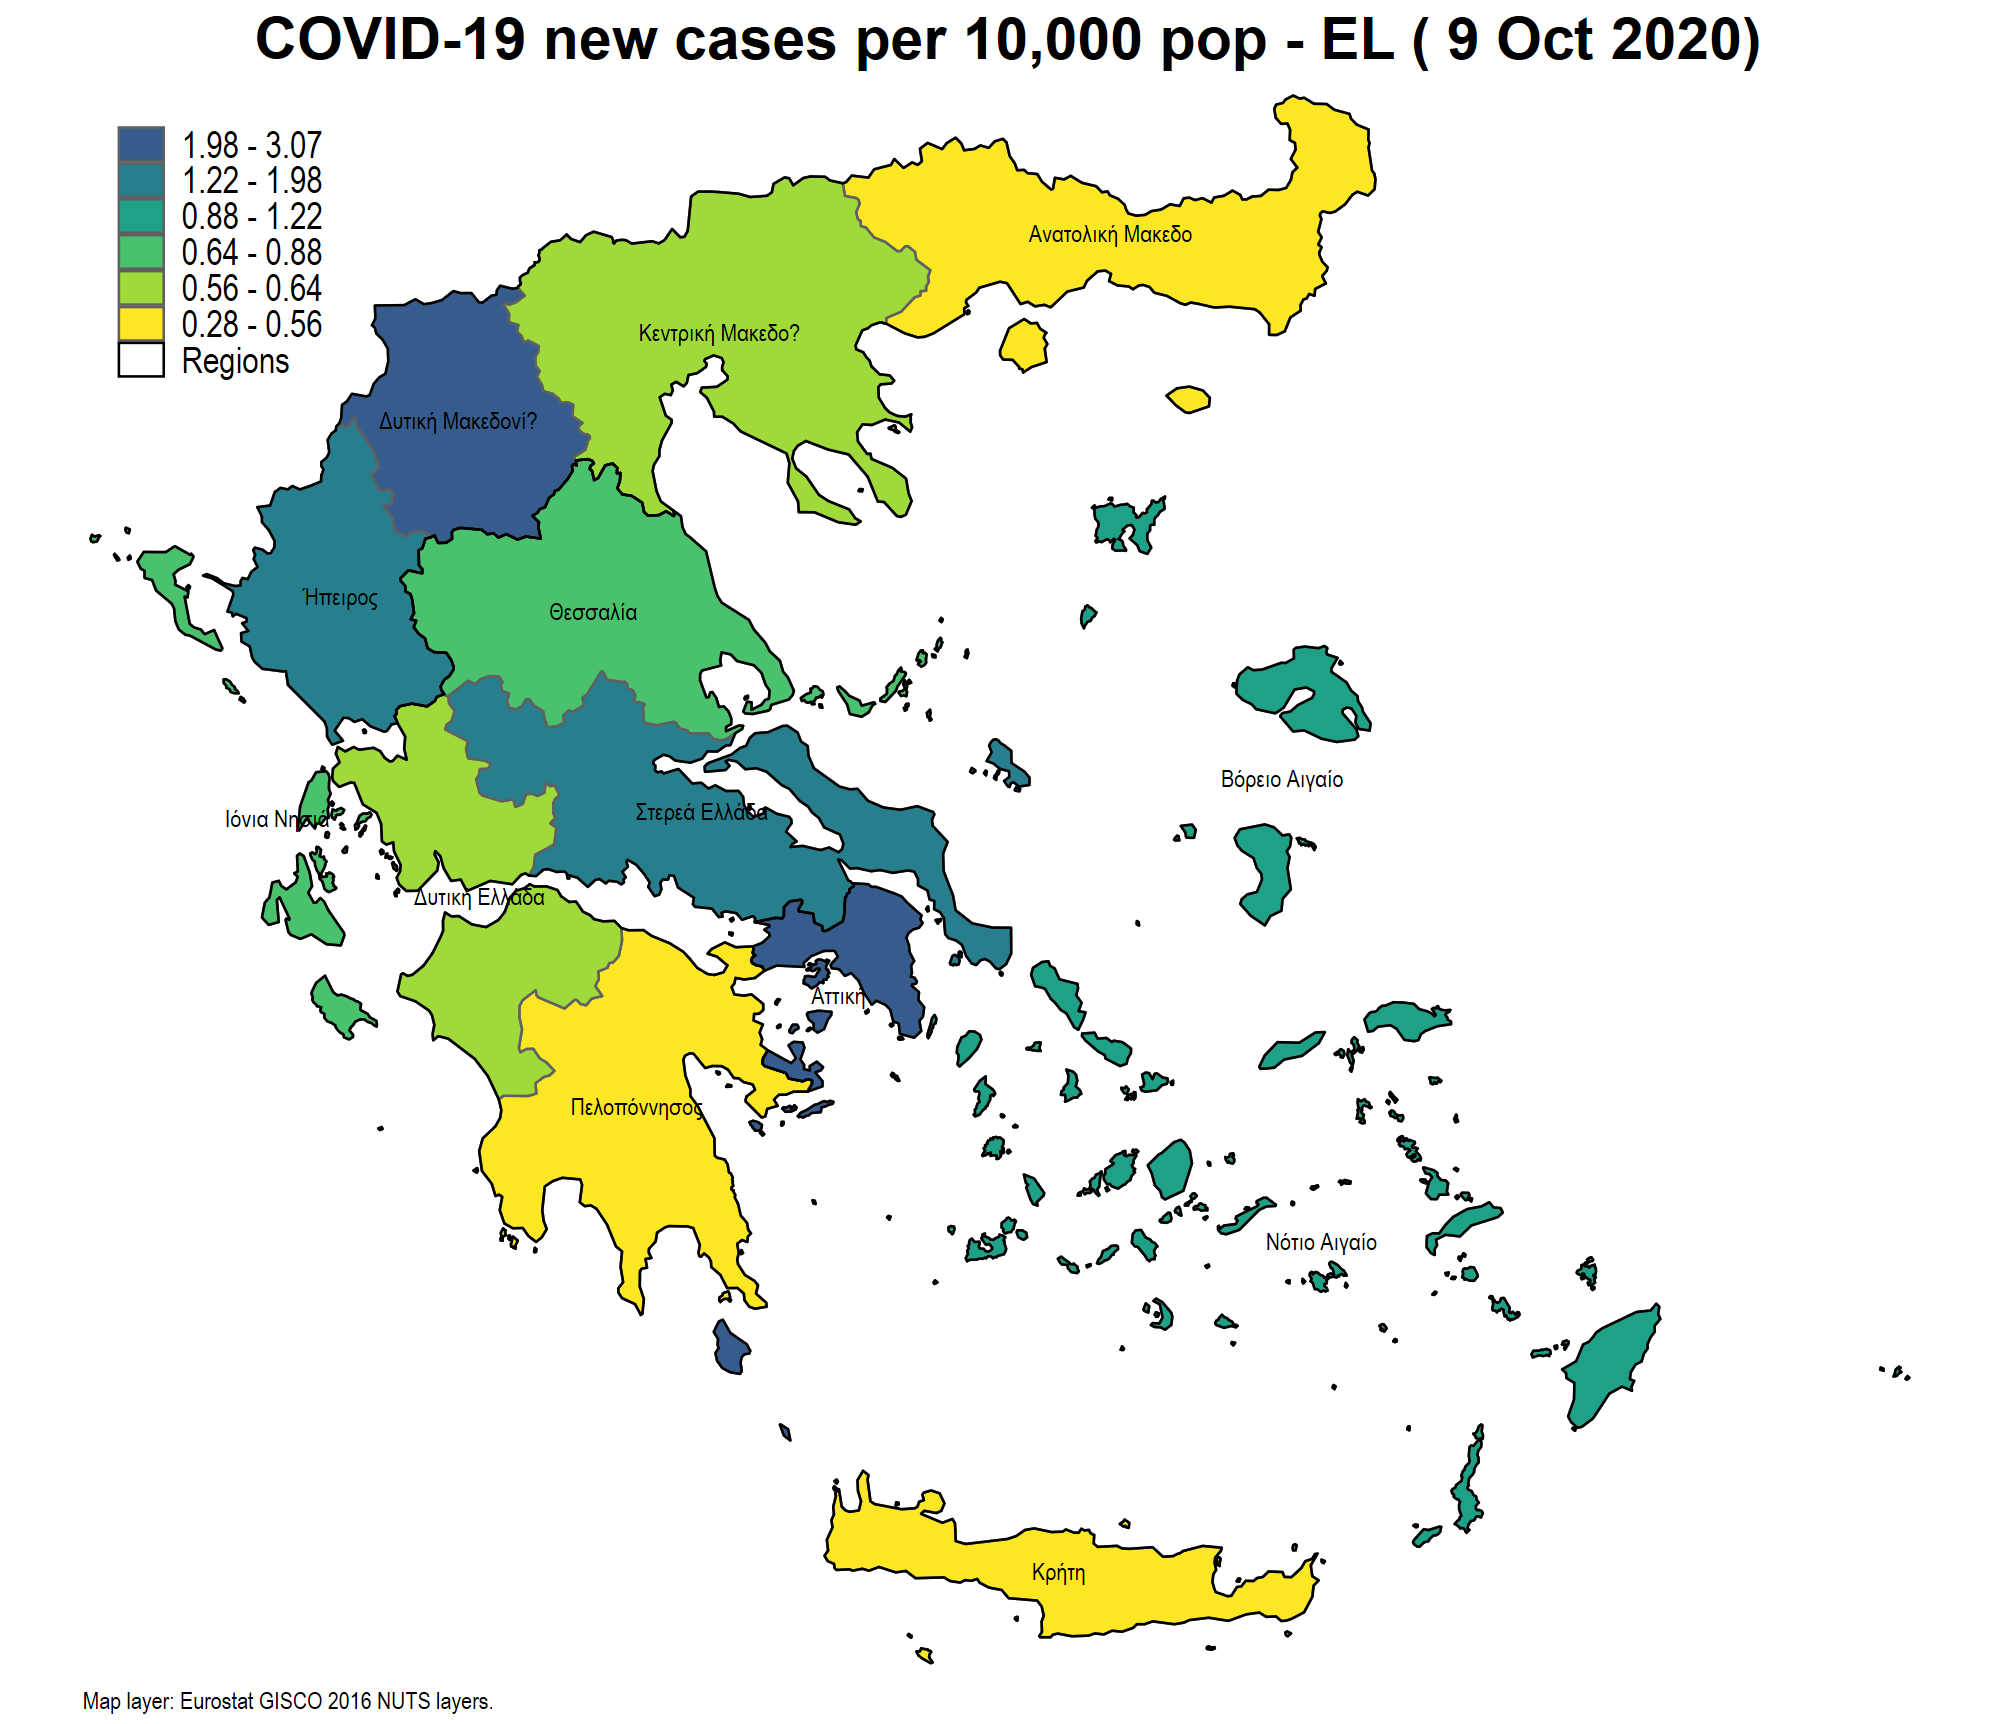 COVID-19 new cases per 10,000 pop - EL ( 9 Oct 2020)
1.98 - 3.07
1.22 - 1.98
0.88 - 1.22
0.64 - 0.88
0.56 - 0.64
0.28 - 0.56
Regions
Ανατολική Μακεδο
Κεντρική Μακεδο?
Δυτική Μακεδονί?
Ήπειρος
Θεσσαλία
Βόρειο Αιγαίο
Στερεά Ελλάδα
Ιόνια Νησιά
Δυτική Ελλάδα
Αττική
Πελοπόννησος
Νότιο Αιγαίο
Κρήτη
Map layer: Eurostat GISCO 2016 NUTS layers.